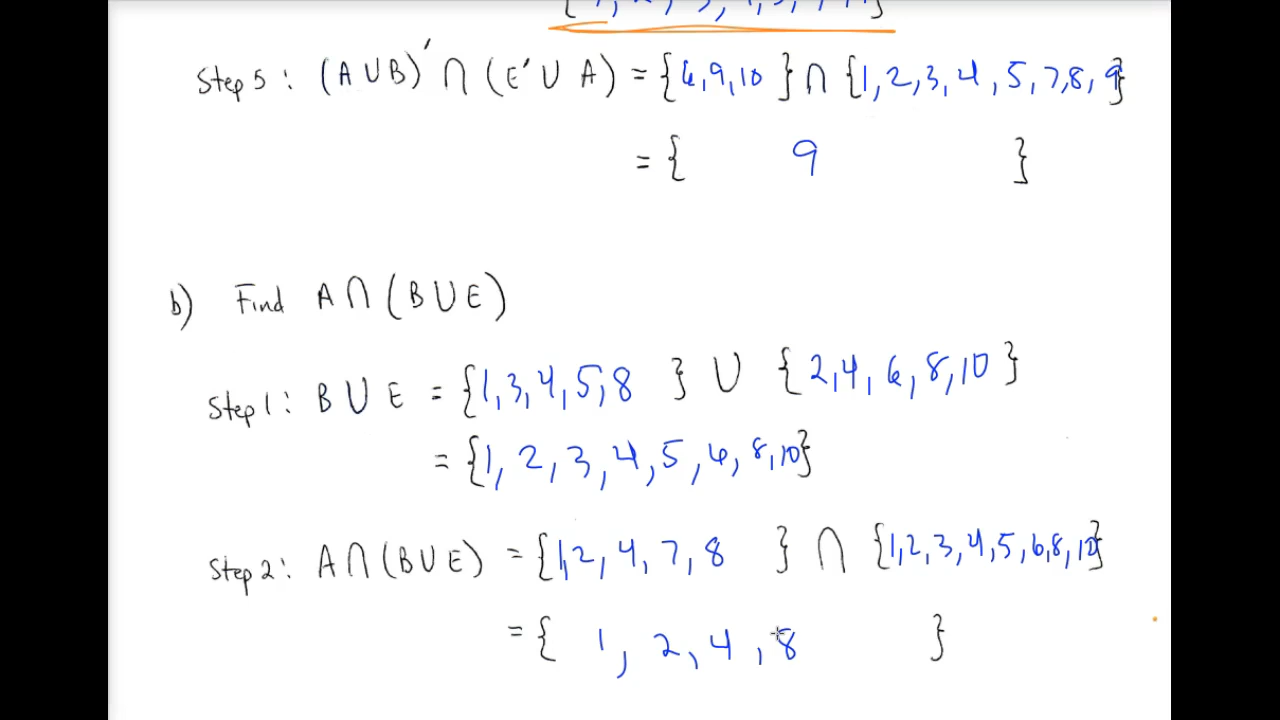 Step 5: (A ∪ B)′ ∩ (E′ ∪ A) = {6, 9, 10 } ∩ {1, 2, 3, 4, 5, 7, 8, 9}
= { 9 }
b) Find A ∩ (B ∪ E)
Step 1: B ∪ E = {1, 3, 4, 5, 8 } ∪ {2, 4, 6, 8, 10 }
= {1, 2, 3, 4, 5, 6, 8, 10}
Step 2: A ∩ (B ∪ E) = {1, 2, 4, 7, 8 } ∩ {1, 2, 3, 4, 5, 6, 8, 10}
= { 1, 2, 4, 8 }